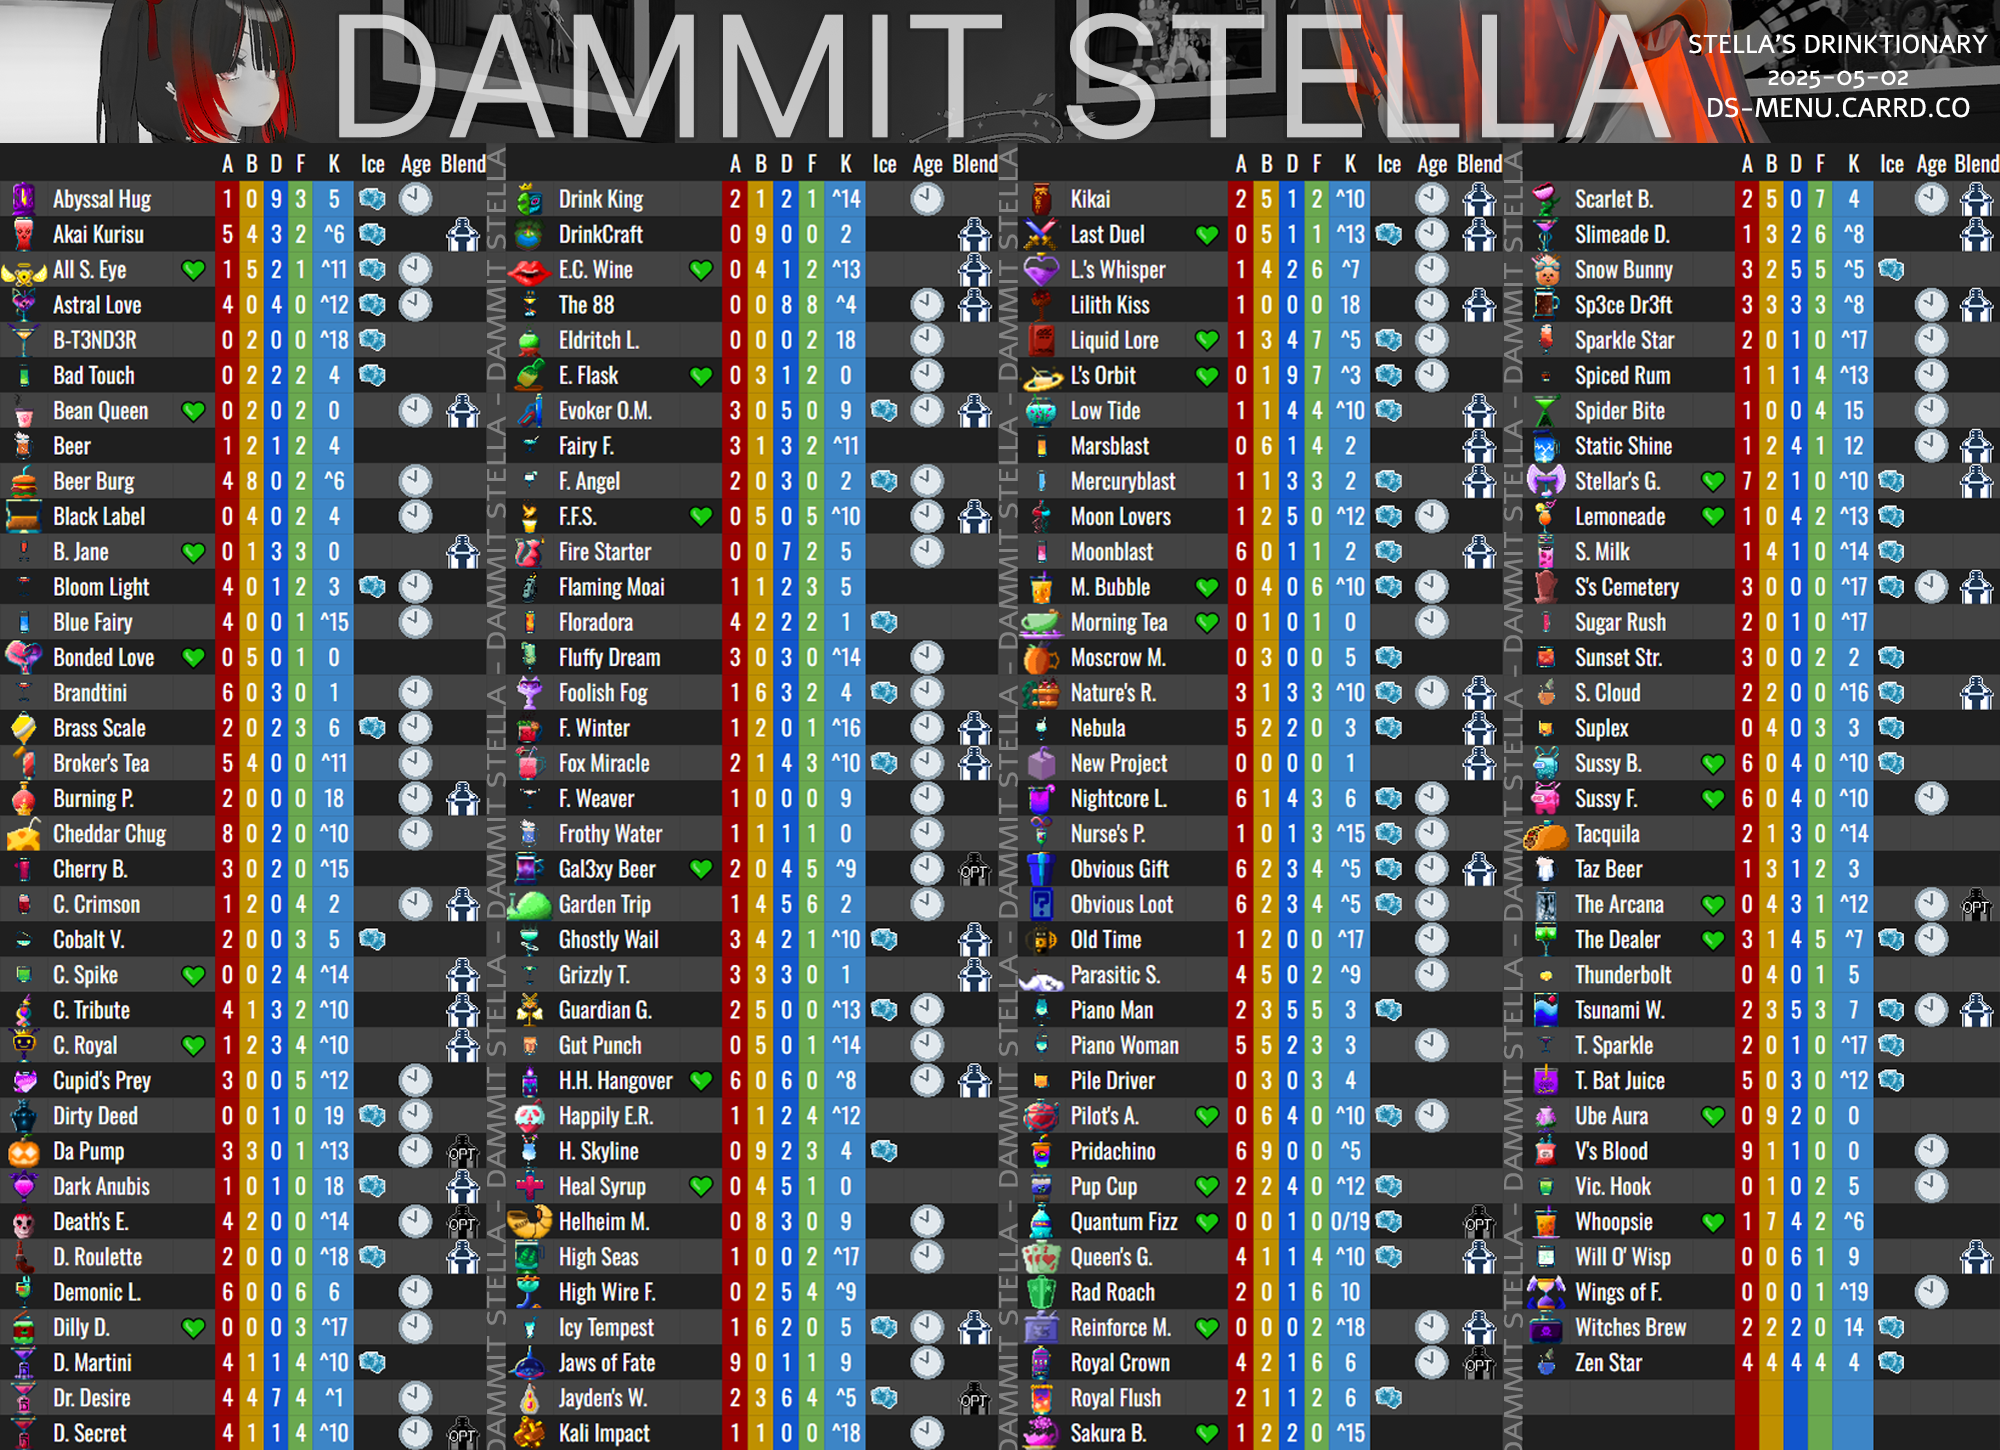 DAMMIT STELLA
STELLA'S DRINKTIONARY
2025-05-02
DS-MENU.CARRD.CO
A B D F K Ice Age Blend
Abyssal Hug 1 0 9 3 5
Akai Kurisu 5 4 3 2 ^6
All S. Eye 1 5 2 1 ^11
Astral Love 4 0 4 0 ^12
B-T3ND3R 0 2 0 0 ^18
Bad Touch 0 2 2 2 4
Bean Queen 0 2 0 2 0
Beer 1 2 1 2 4
Beer Burg 4 8 0 2 ^6
Black Label 0 4 0 2 4
B. Jane 0 1 3 3 0
Bloom Light 4 0 1 2 3
Blue Fairy 4 0 0 1 ^15
Bonded Love 0 5 0 1 0
Brandtini 6 0 3 0 1
Brass Scale 2 0 2 3 6
Broker's Tea 5 4 0 0 ^11
Burning P. 2 0 0 0 18
Cheddar Chug 8 0 2 0 ^10
Cherry B. 3 0 2 0 ^15
C. Crimson 1 2 0 4 2
Cobalt V. 2 0 0 3 5
C. Spike 0 0 2 4 ^14
C. Tribute 4 1 3 2 ^10
C. Royal 1 2 3 4 ^10
Cupid's Prey 3 0 0 5 ^12
Dirty Deed 0 0 1 0 19
Da Pump 3 3 0 1 ^13 OPT
Dark Anubis 1 0 1 0 18
Death's E. 4 2 0 0 ^14 OPT
D. Roulette 2 0 0 0 ^18
Demonic L. 6 0 0 6 6
Dilly D. 0 0 0 3 ^17
D. Martini 4 1 1 4 ^10
Dr. Desire 4 4 7 4 ^1
D. Secret 4 1 1 4 ^10 OPT
DAMMIT STELLA - DAMMIT STELLA - DAMMIT STELLA - DAMMIT STELLA
A B D F K Ice Age Blend
Drink King 2 1 2 1 ^14
DrinkCraft 0 9 0 0 2
E.C. Wine 0 4 1 2 ^13
The 88 0 0 8 8 ^4
Eldritch L. 0 0 0 2 18
E. Flask 0 3 1 2 0
Evoker O.M. 3 0 5 0 9
Fairy F. 3 1 3 2 ^11
F. Angel 2 0 3 0 2
F.F.S. 0 5 0 5 ^10
Fire Starter 0 0 7 2 5
Flaming Moai 1 1 2 3 5
Floradora 4 2 2 2 1
Fluffy Dream 3 0 3 0 ^14
Foolish Fog 1 6 3 2 4
F. Winter 1 2 0 1 ^16
Fox Miracle 2 1 4 3 ^10
F. Weaver 1 0 0 0 9
Frothy Water 1 1 1 1 0
Gal3xy Beer 2 0 4 5 ^9 OPT
Garden Trip 1 4 5 6 2
Ghostly Wail 3 4 2 1 ^10
Grizzly T. 3 3 3 0 1
Guardian G. 2 5 0 0 ^13
Gut Punch 0 5 0 1 ^14
H.H. Hangover 6 0 6 0 ^8
Happily E.R. 1 1 2 4 ^12
H. Skyline 0 9 2 3 4
Heal Syrup 0 4 5 1 0
Helheim M. 0 8 3 0 9
High Seas 1 0 0 2 ^17
High Wire F. 0 2 5 4 ^9
Icy Tempest 1 6 2 0 5
Jaws of Fate 9 0 1 1 9
Jayden's W. 2 3 6 4 ^5 OPT
Kali Impact 1 1 0 0 ^18
DAMMIT STELLA - DAMMIT STELLA - DAMMIT STELLA - DAMMIT STELLA
A B D F K Ice Age Blend
Kikai 2 5 1 2 ^10
Last Duel 0 5 1 1 ^13
L.'s Whisper 1 4 2 6 ^7
Lilith Kiss 1 0 0 0 18
Liquid Lore 1 3 4 7 ^5
L's Orbit 0 1 9 7 ^3
Low Tide 1 1 4 4 ^10
Marsblast 0 6 1 4 2
Mercuryblast 1 1 3 3 2
Moon Lovers 1 2 5 0 ^12
Moonblast 6 0 1 1 2
M. Bubble 0 4 0 6 ^10
Morning Tea 0 1 0 1 0
Moscrow M. 0 3 0 0 5
Nature's R. 3 1 3 3 ^10
Nebula 5 2 2 0 3
New Project 0 0 0 0 1
Nightcore L. 6 1 4 3 6
Nurse's P. 1 0 1 3 ^15
Obvious Gift 6 2 3 4 ^5
Obvious Loot 6 2 3 4 ^5
Old Time 1 2 0 0 ^17
Parasitic S. 4 5 0 2 ^9
Piano Man 2 3 5 5 3
Piano Woman 5 5 2 3 3
Pile Driver 0 3 0 3 4
Pilot's A. 0 6 4 0 ^10
Pridachino 6 9 0 0 ^5
Pup Cup 2 2 4 0 ^12
Quantum Fizz 0 0 1 0 0/19 OPT
Queen's G. 4 1 1 4 ^10
Rad Roach 2 0 1 6 10
Reinforce M. 0 0 0 2 ^18
Royal Crown 4 2 1 6 6 OPT
Royal Flush 2 1 1 2 6
Sakura B. 1 2 2 0 ^15
DAMMIT STELLA - DAMMIT STELLA - DAMMIT STELLA - DAMMIT STELLA
A B D F K Ice Age Blend
Scarlet B. 2 5 0 7 4
Slimeade D. 1 3 2 6 ^8
Snow Bunny 3 2 5 5 ^5
Sp3ce Dr3ft 3 3 3 3 ^8
Sparkle Star 2 0 1 0 ^17
Spiced Rum 1 1 1 4 ^13
Spider Bite 1 0 0 4 15
Static Shine 1 2 4 1 12
Stellar's G. 7 2 1 0 ^10
Lemoneade 1 0 4 2 ^13
S. Milk 1 4 1 0 ^14
S's Cemetery 3 0 0 0 ^17
Sugar Rush 2 0 1 0 ^17
Sunset Str. 3 0 0 2 2
S. Cloud 2 2 0 0 ^16
Suplex 0 4 0 3 3
Sussy B. 6 0 4 0 ^10
Sussy F. 6 0 4 0 ^10
Tacquila 2 1 3 0 ^14
Taz Beer 1 3 1 2 3
The Arcana 0 4 3 1 ^12 OPT
The Dealer 3 1 4 5 ^7
Thunderbolt 0 4 0 1 5
Tsunami W. 2 3 5 3 7
T. Sparkle 2 0 1 0 ^17
T. Bat Juice 5 0 3 0 ^12
Ube Aura 0 9 2 0 0
V's Blood 9 1 1 0 0
Vic. Hook 0 1 0 2 5
Whoopsie 1 7 4 2 ^6
Will O' Wisp 0 0 6 1 9
Wings of F. 0 0 0 1 ^19
Witches Brew 2 2 2 0 14
Zen Star 4 4 4 4 4